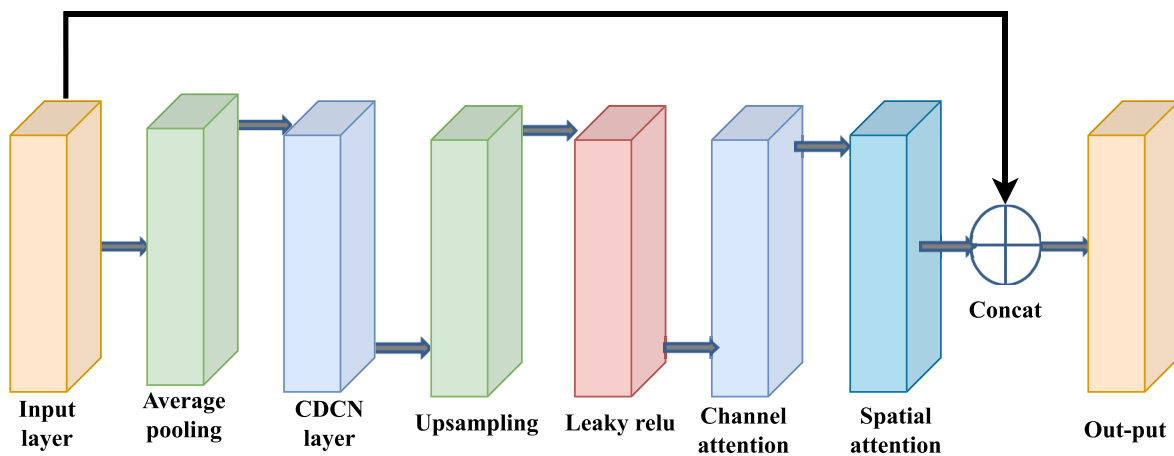 Input
layer
Average
pooling
CDCN
layer
Upsampling
Leaky relu
Channel
attention
Spatial
attention
Concat
Out-put